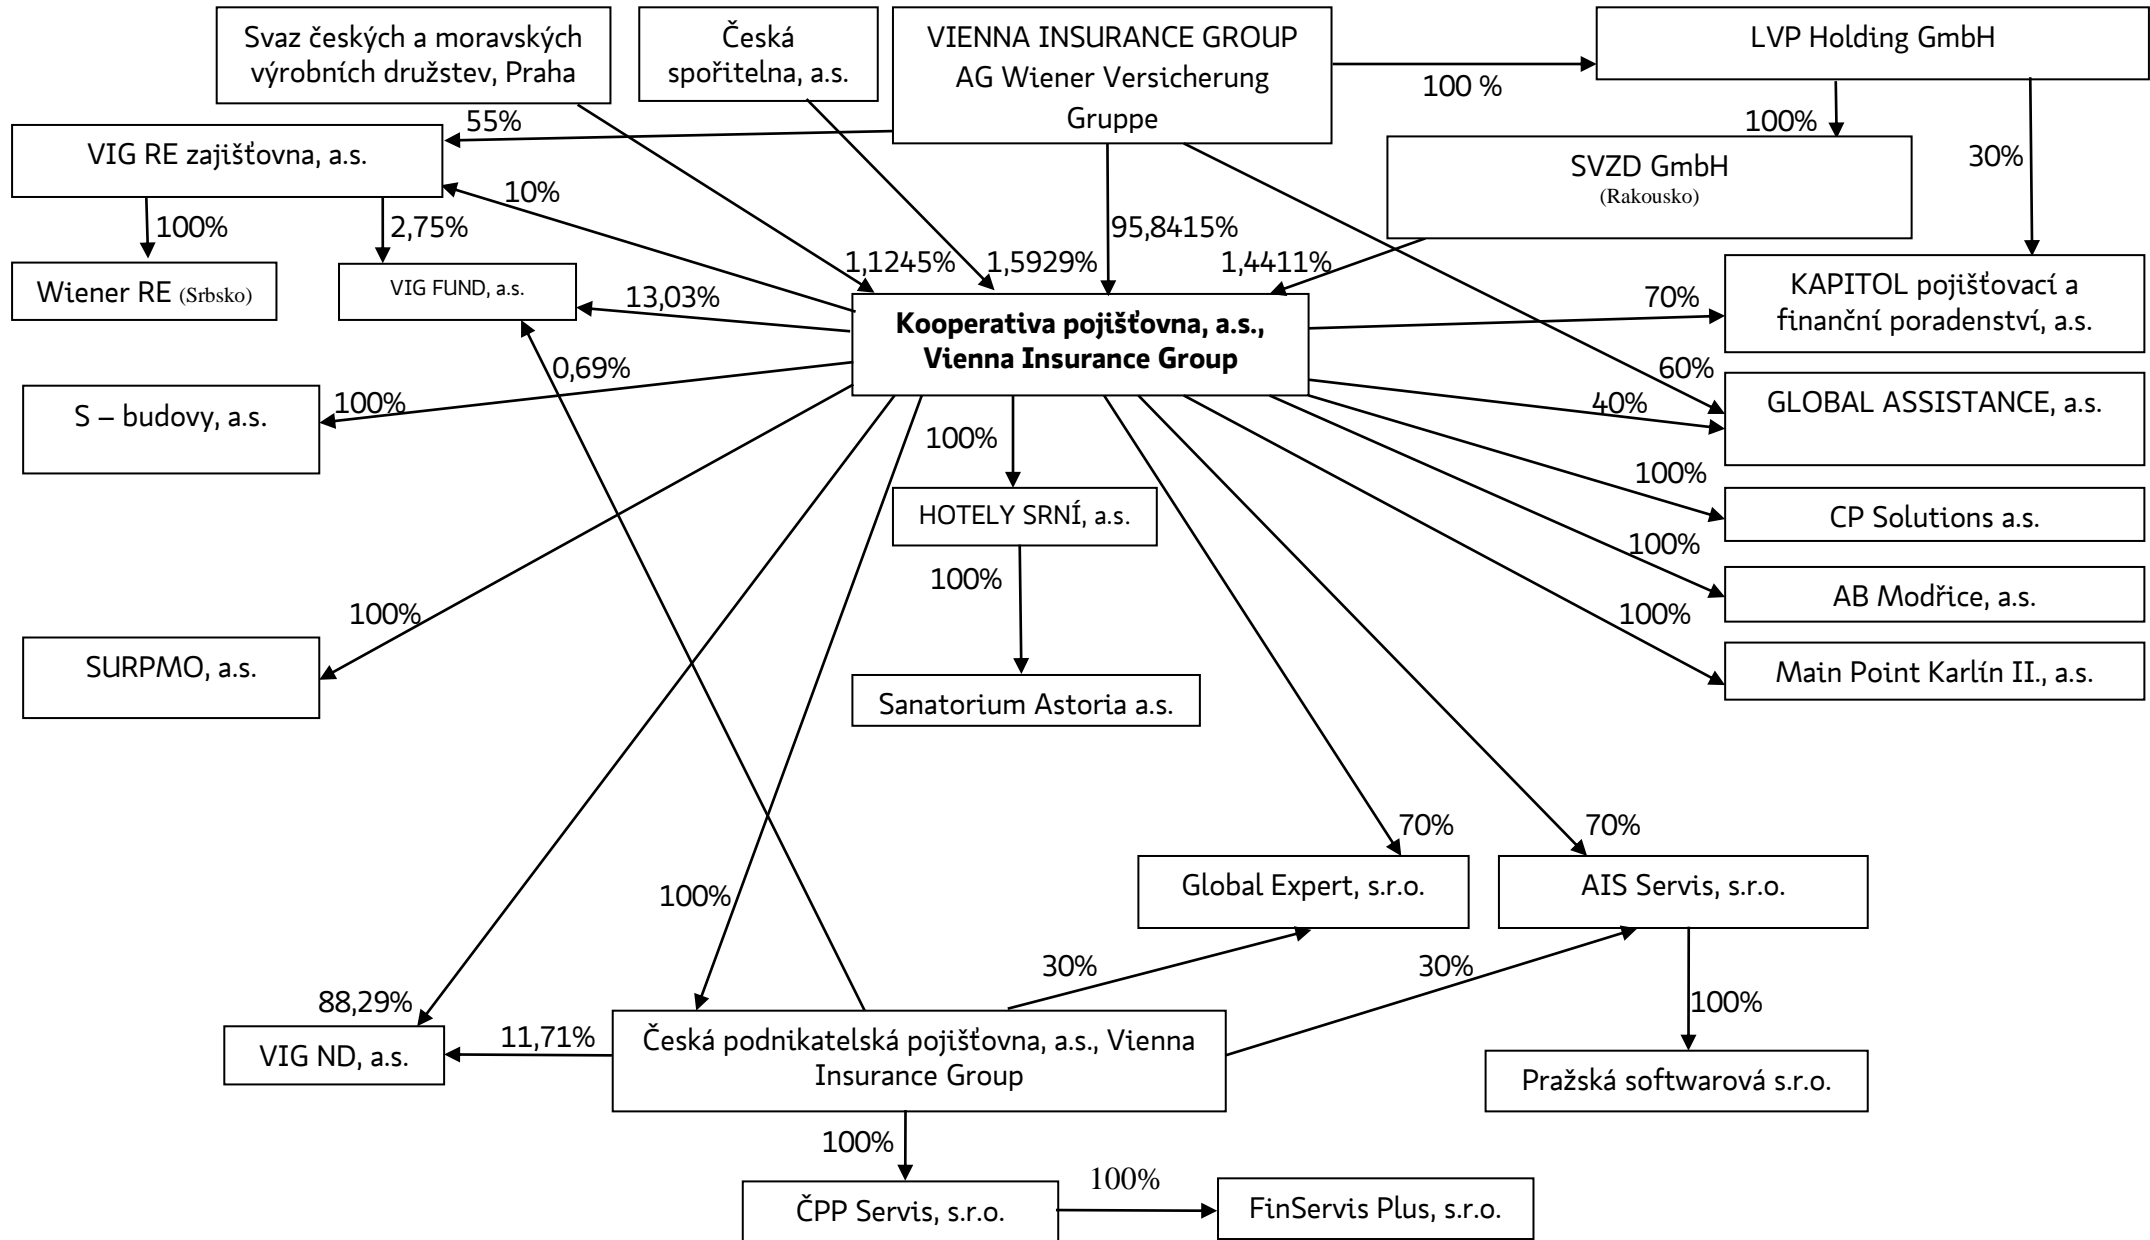 Svaz českých a moravských
výrobních družstev, Praha
Česká
spořitelna, a.s.
VIENNA INSURANCE GROUP
AG Wiener Versicherung
Gruppe
LVP Holding GmbH
100 %
55%
100%
VIG RE zajišťovna, a.s.
SVZD GmbH
(Rakousko)
30%
10%
100%
2,75%
95,8415%
1,1245%
1,5929%
1,4411%
Wiener RE (Srbsko)
VIG FUND, a.s.
13,03%
70%
KAPITOL pojišťovací a
finanční poradenství, a.s.
Kooperativa pojišťovna, a.s.,
Vienna Insurance Group
0,69%
60%
S – budovy, a.s.
100%
40%
GLOBAL ASSISTANCE, a.s.
100%
100%
HOTELY SRNÍ, a.s.
CP Solutions a.s.
100%
100%
AB Modřice, a.s.
100%
100%
SURPMO, a.s.
Main Point Karlín II., a.s.
Sanatorium Astoria a.s.
70%
70%
100%
Global Expert, s.r.o.
AIS Servis, s.r.o.
30%
30%
88,29%
100%
11,71%
VIG ND, a.s.
Česká podnikatelská pojišťovna, a.s., Vienna
Insurance Group
Pražská softwarová s.r.o.
100%
100%
ČPP Servis, s.r.o.
FinServis Plus, s.r.o.